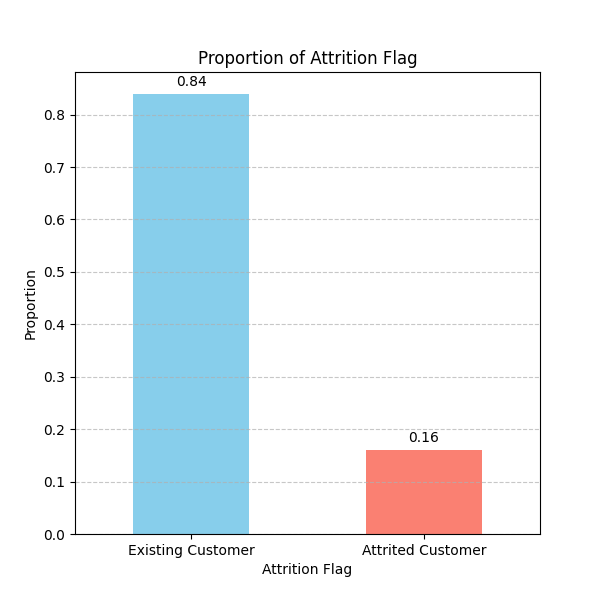 Proportion of Attrition Flag
0.84
0.8
0.7
0.6
0.5
0.4
0.3
0.2
0.1
0.0
Proportion
0.16
Existing Customer
Attrited Customer
Attrition Flag